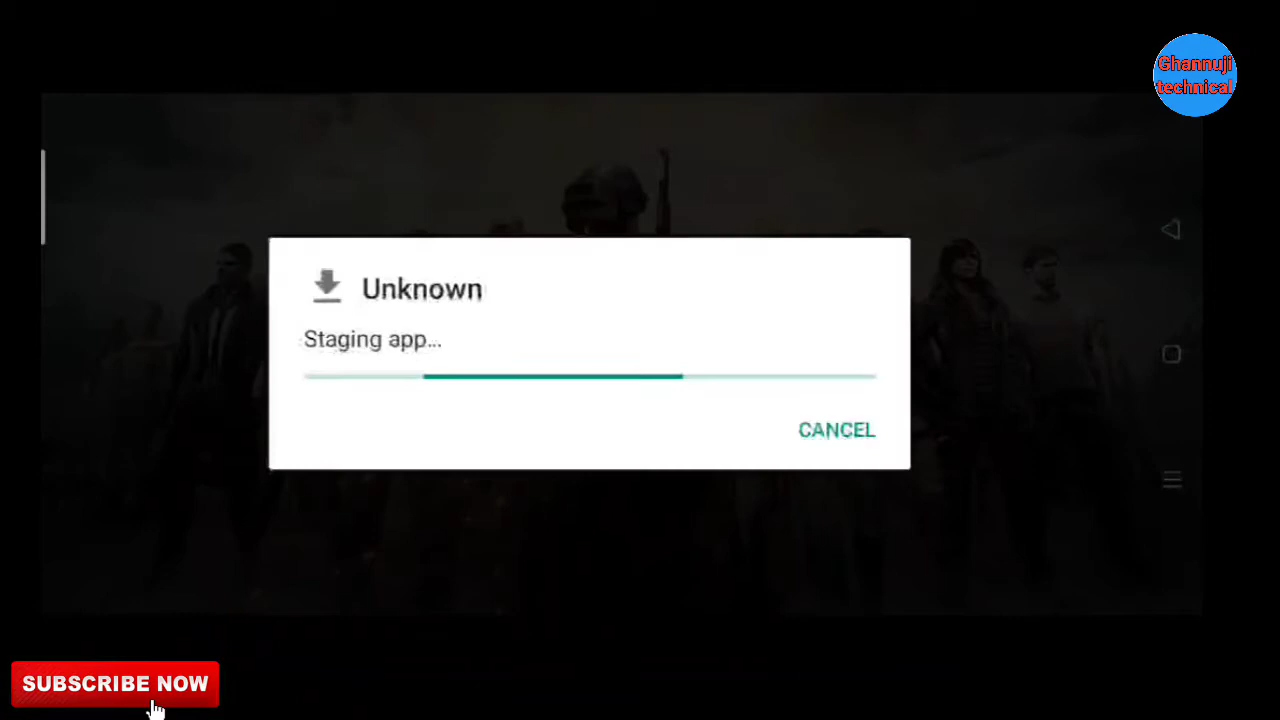 Ghannuji
technical
Unknown
Staging app...
CANCEL
SUBSCRIBE NOW